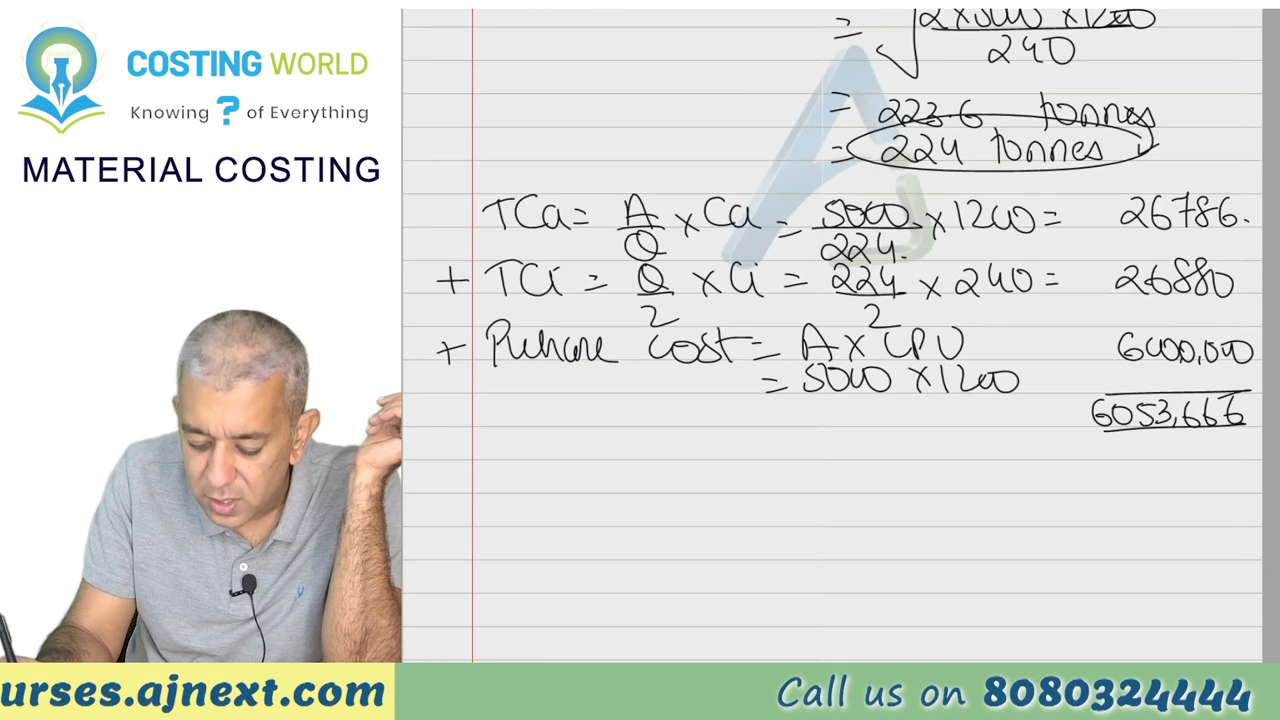 COSTING WORLD
Knowing ? of Everything
MATERIAL COSTING
= √ 2 x 5000 x 1200
240
= 223.6 tonnes
= 224 tonnes
TCa = A x Ca = 5000 x 1200 = 26786.
Q 224.
+ TCi = Q x Ci = 224 x 240 = 26880
2 2
+ Purchase cost = A x CPU 6000,000
= 5000 x 1200
6053,666
urses.ajnext.com
Call us on 8080324444